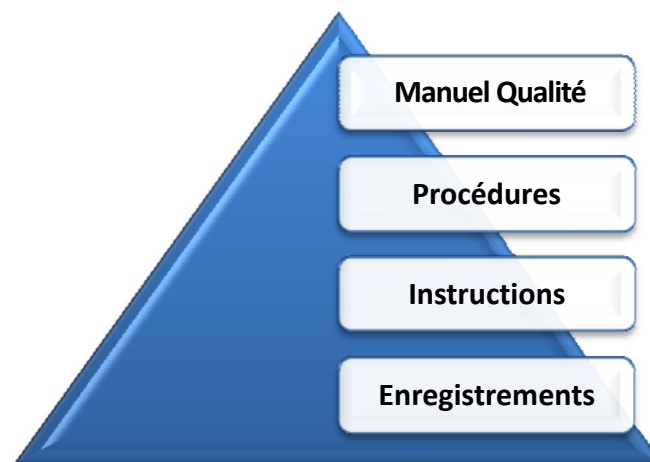 Manuel Qualité
Procédures
Instructions
Enregistrements